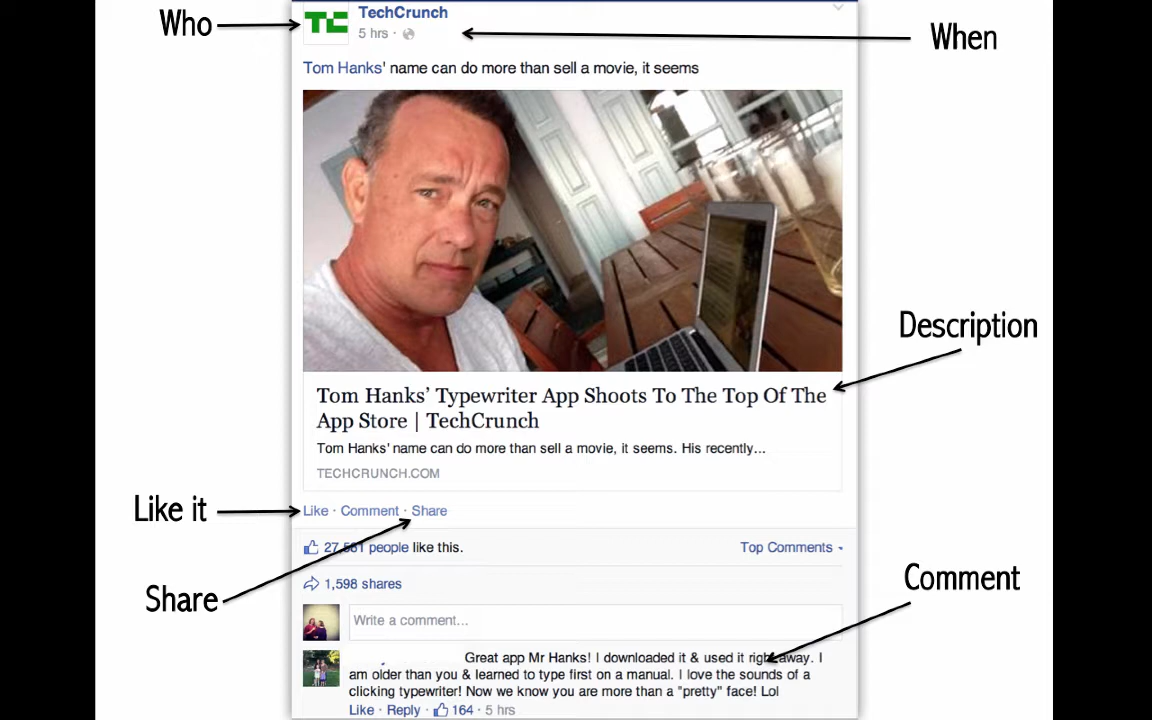 Who
TC
TechCrunch
5 hrs ·
When
Tom Hanks' name can do more than sell a movie, it seems
Description
Tom Hanks' Typewriter App Shoots To The Top Of The
App Store | TechCrunch
Tom Hanks' name can do more than sell a movie, it seems. His recently...
TECHCRUNCH.COM
Like it
Like · Comment · Share
people like this.
Top Comments
Share
1,598 shares
Comment
Write a comment...
Great app Mr Hanks! I downloaded it & used it right away. I
am older than you & learned to type first on a manual. I love the sounds of a
clicking typewriter! Now we know you are more than a "pretty" face! Lol
Like · Reply · 164 · 5 hrs